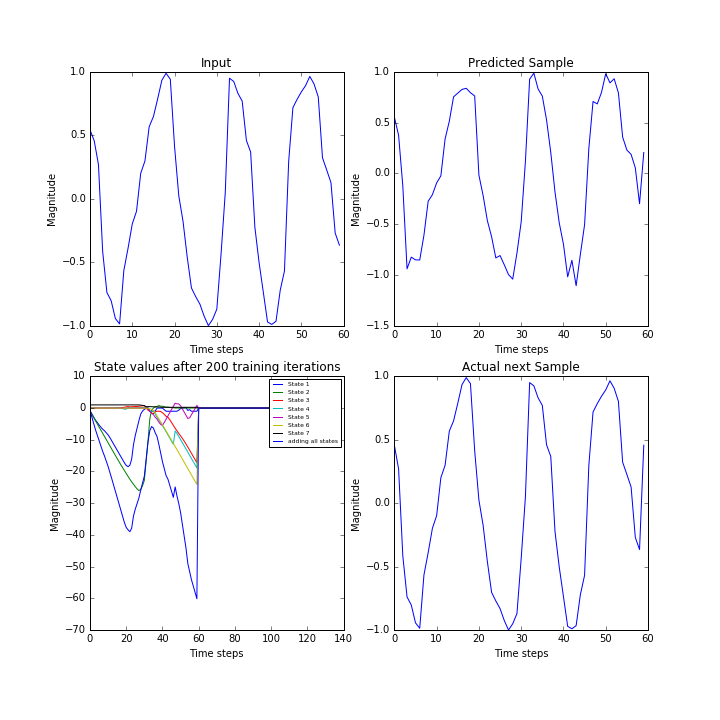 Input
1.0
0.5
0.0
−0.5
−1.0
Magnitude
0 10 20 30 40 50 60
Time steps
Predicted Sample
1.0
0.5
0.0
−0.5
−1.0
−1.5
Magnitude
0 10 20 30 40 50 60
Time steps
State values after 200 training iterations
10
0
−10
−20
−30
−40
−50
−60
−70
Magnitude
State 1
State 2
State 3
State 4
State 5
State 6
State 7
adding all states
0 20 40 60 80 100 120 140
Time steps
Actual next Sample
1.0
0.5
0.0
−0.5
−1.0
Magnitude
0 10 20 30 40 50 60
Time steps